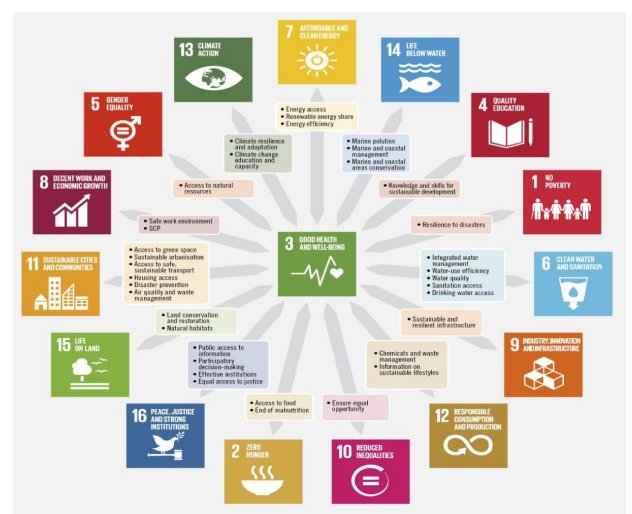 7 AFFORDABLE AND
CLEAN ENERGY
13 CLIMATE
ACTION
14 LIFE
BELOW WATER
5 GENDER
EQUALITY
4 QUALITY
EDUCATION
• Energy access
• Renewable energy share
• Energy efficiency
• Climate resilience
and adaptation
• Climate change
education and
capacity
• Marine polution
• Marine and coastal
management
• Marine and coastal
areas conservation
8 DECENT WORK AND
ECONOMIC GROWTH
• Access to natural
resources
• Knowledge and skills for
sustainable development
1 NO
POVERTY
• Safe work environment
• SCP
• Resilience to disasters
3 GOOD HEALTH
AND WELL-BEING
11 SUSTAINABLE CITIES
AND COMMUNITIES
• Access to green space
• Sustainable urbanisation
• Access to safe,
sustainable transport
• Housing access
• Disaster prevention
• Air quality and waste
management
• Integrated water
management
• Water-use efficiency
• Water quality
• Sanitation access
• Drinking water access
6 CLEAN WATER
AND SANITATION
15 LIFE
ON LAND
• Land conservation
and restoration
• Natural habitats
• Sustainable and
resilient infrastructure
9 INDUSTRY, INNOVATION
AND INFRASTRUCTURE
• Public access to
information
• Participatory
decision-making
• Effective institutions
• Equal access to justice
• Chemicals and waste
management
• Information on
sustainable lifestyles
16 PEACE, JUSTICE
AND STRONG
INSTITUTIONS
• Access to food
• End of malnutrition
• Ensure equal
opportunity
12 RESPONSIBLE
CONSUMPTION
AND PRODUCTION
2 ZERO
HUNGER
10 REDUCED
INEQUALITIES